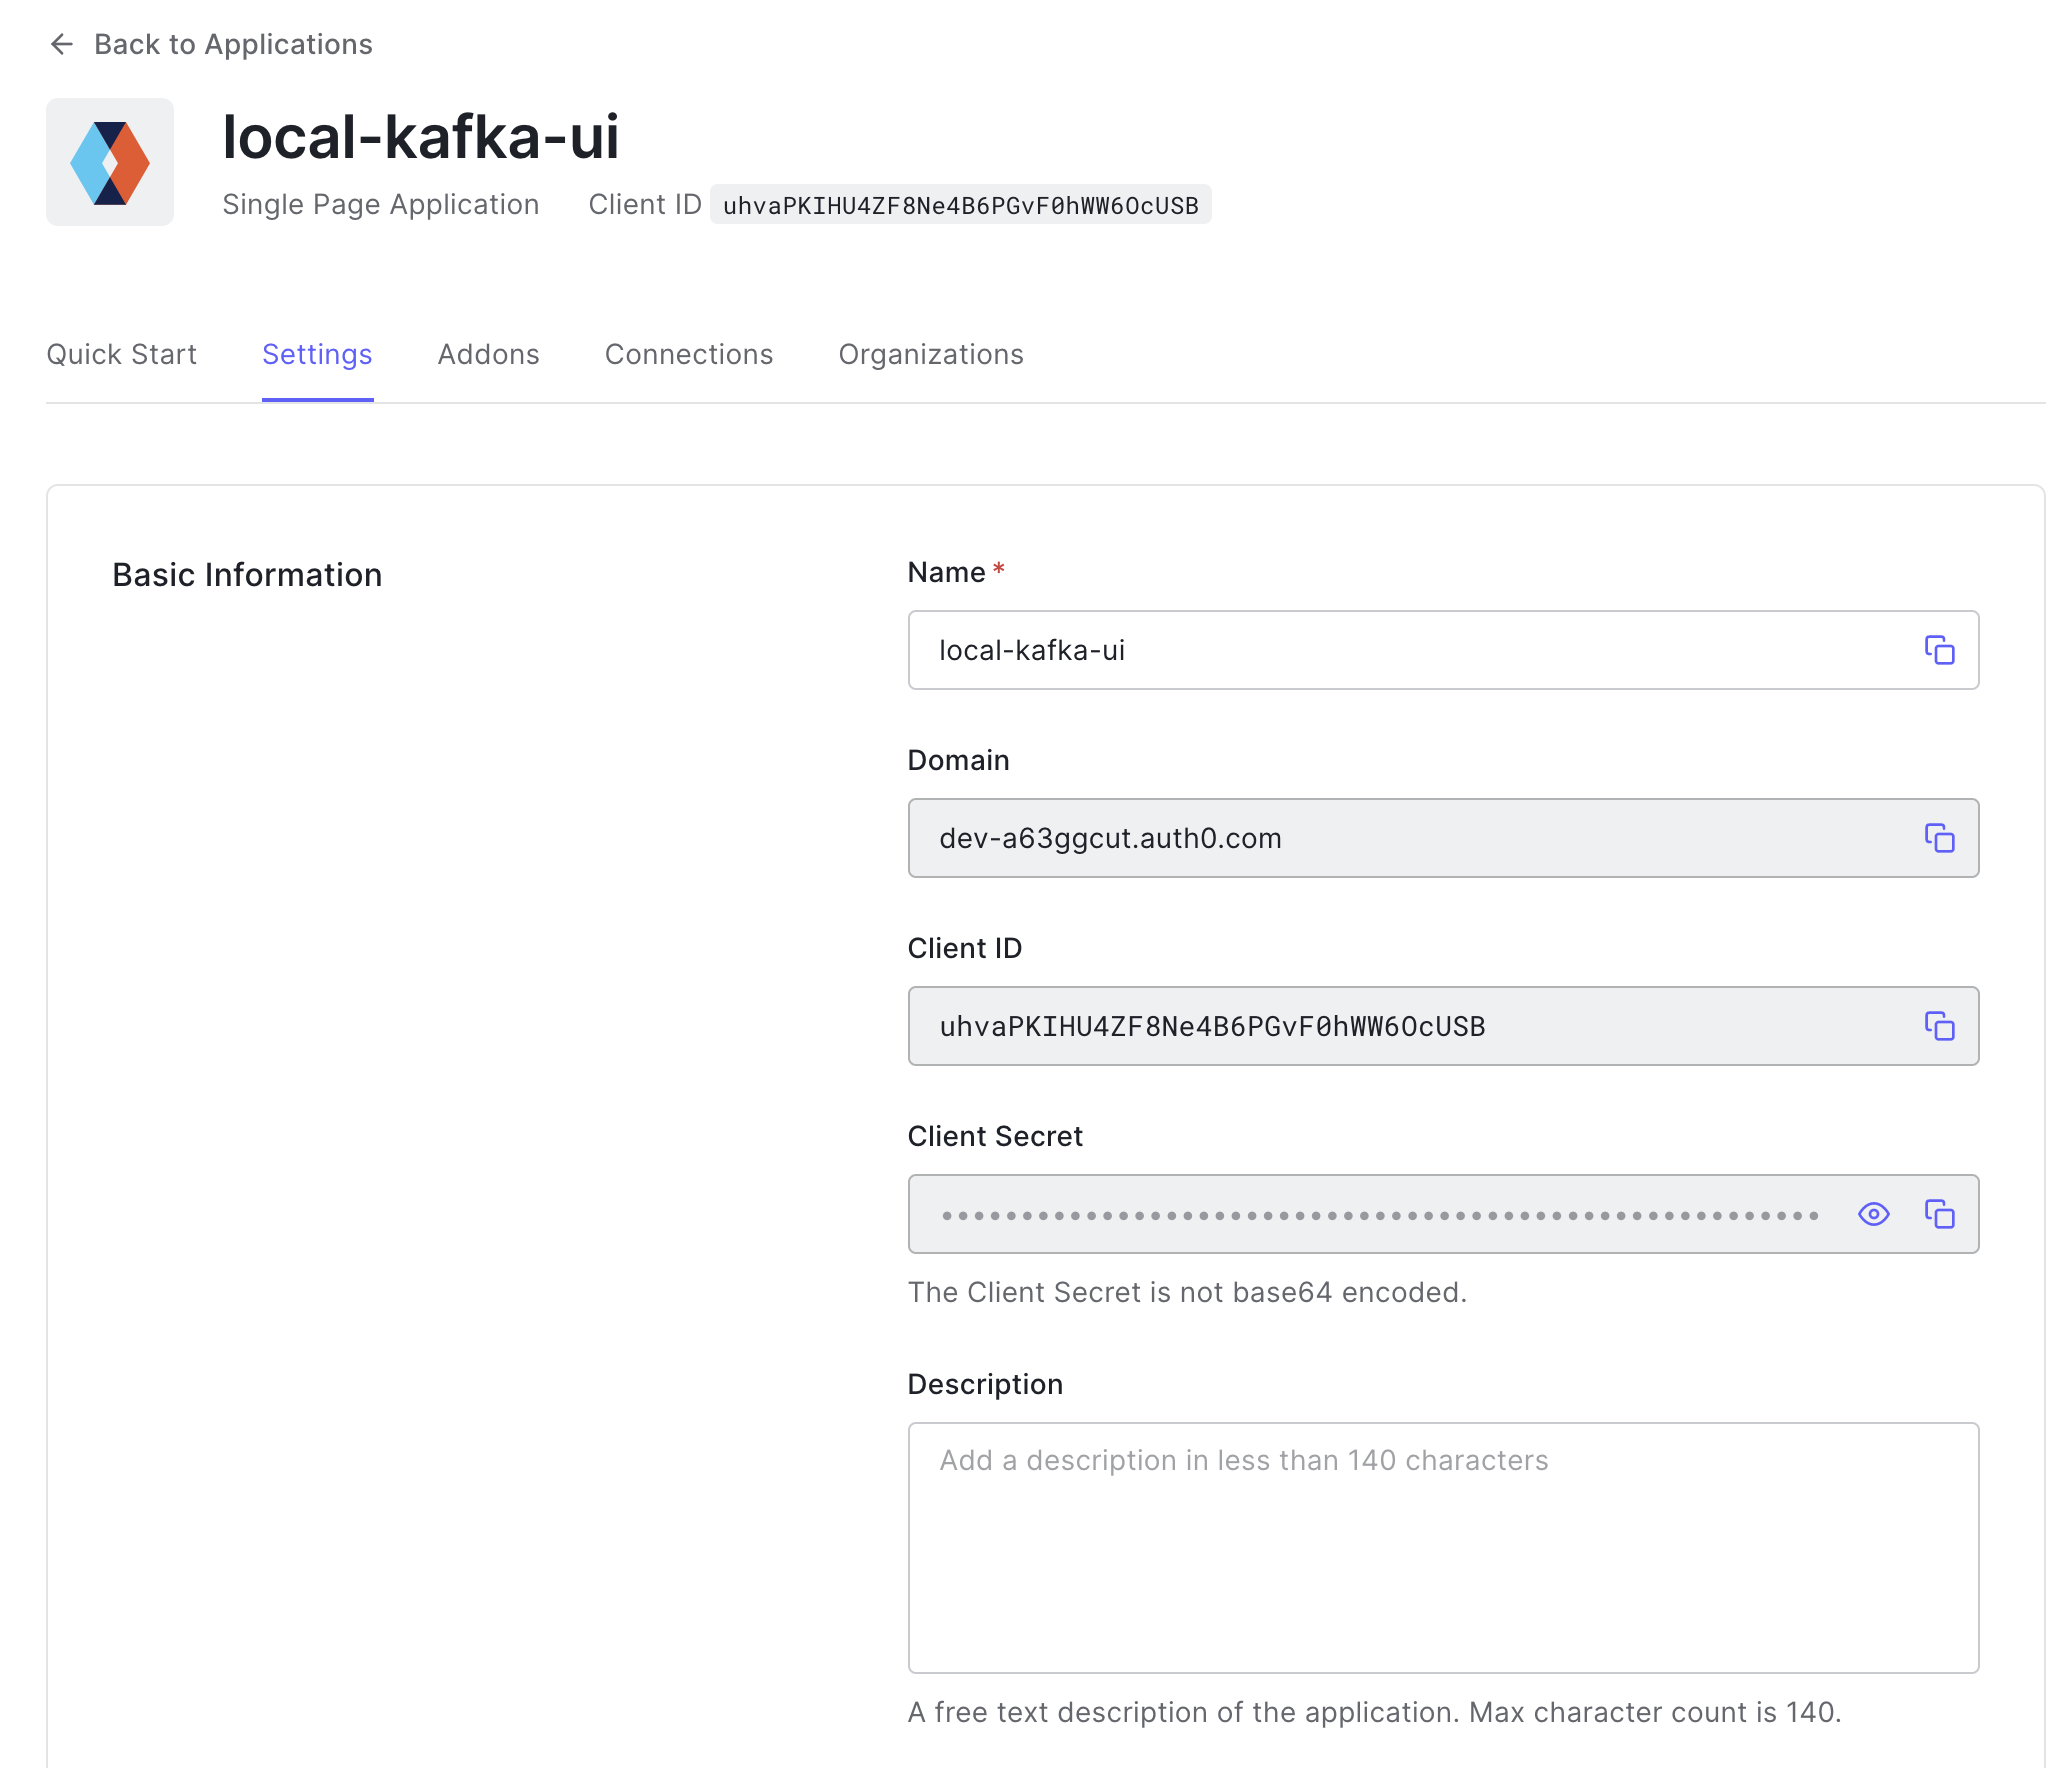 Back to Applications
local-kafka-ui
Single Page Application Client ID uhvaPKIHU4ZF8Ne4B6PGvF0hWW6OcUSB
Quick Start Settings Addons Connections Organizations
Basic Information
Name *
local-kafka-ui
Domain
dev-a63ggcut.auth0.com
Client ID
uhvaPKIHU4ZF8Ne4B6PGvF0hWW6OcUSB
Client Secret
The Client Secret is not base64 encoded.
Description
Add a description in less than 140 characters
A free text description of the application. Max character count is 140.